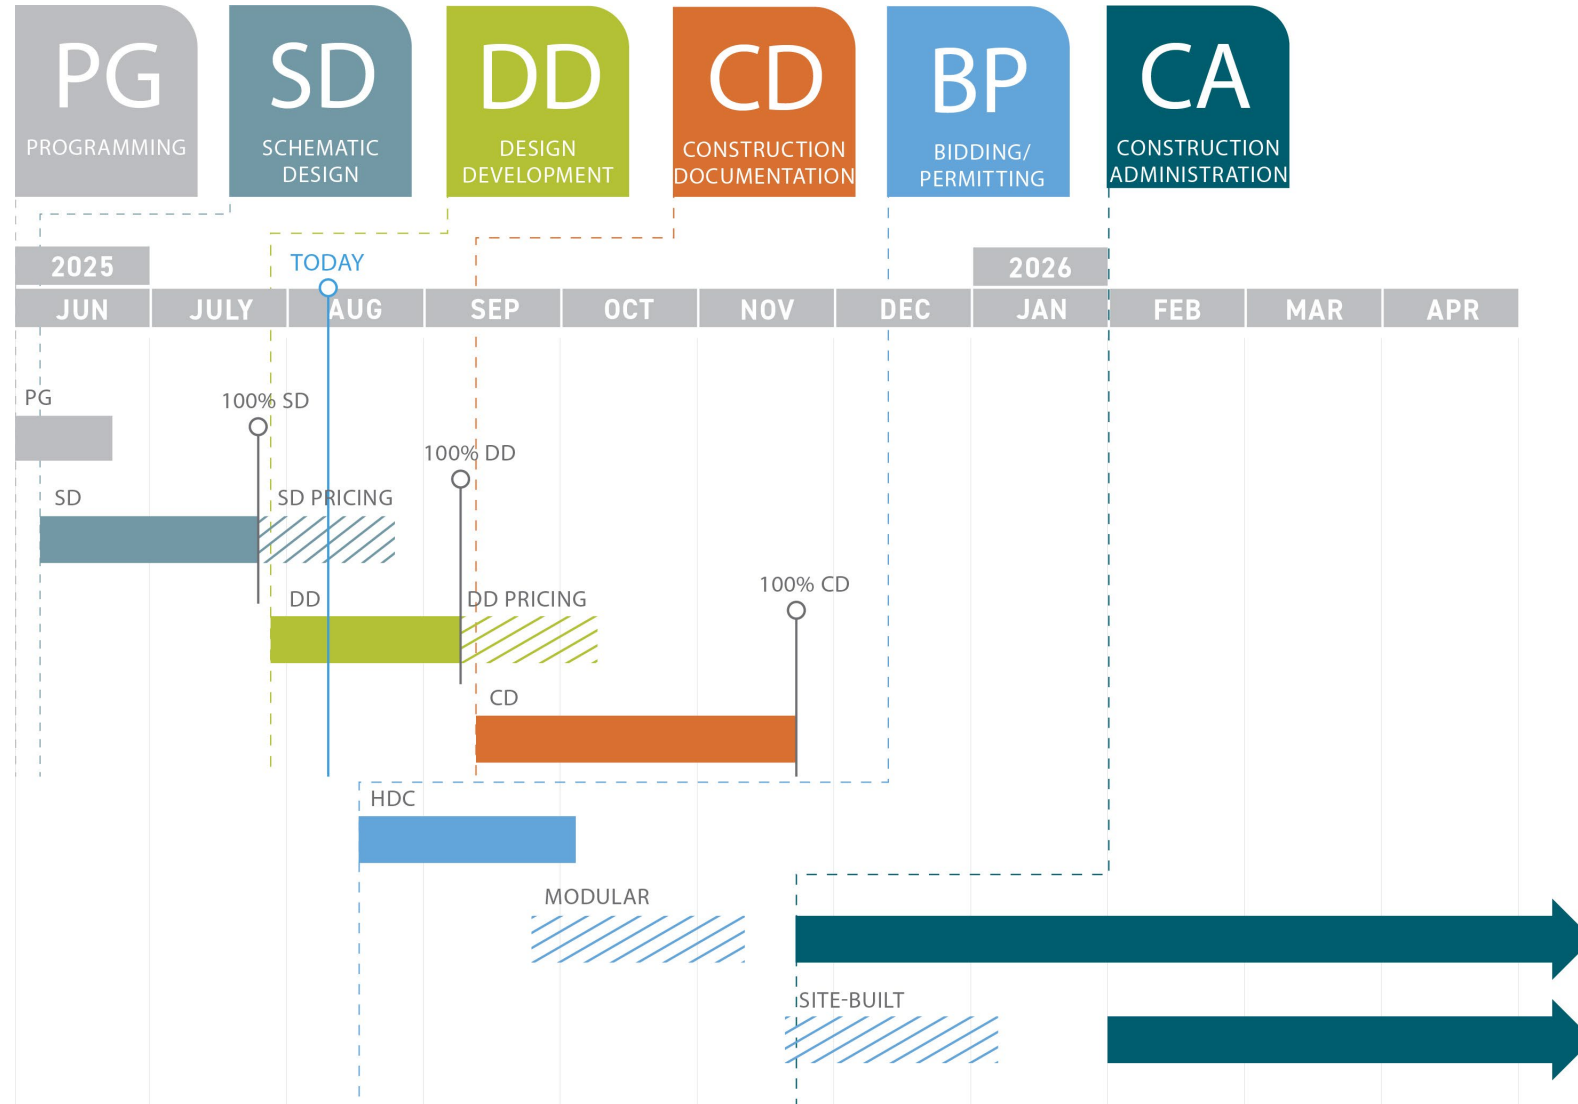 PG
PROGRAMMING
SD
SCHEMATIC
DESIGN
DD
DESIGN
DEVELOPMENT
CD
CONSTRUCTION
DOCUMENTATION
BP
BIDDING/
PERMITTING
CA
CONSTRUCTION
ADMINISTRATION
2025
TODAY
2026
JUN JULY AUG SEP OCT NOV DEC JAN FEB MAR APR
PG
100% SD
100% DD
SD
SD PRICING
100% CD
DD
DD PRICING
CD
HDC
MODULAR
SITE-BUILT